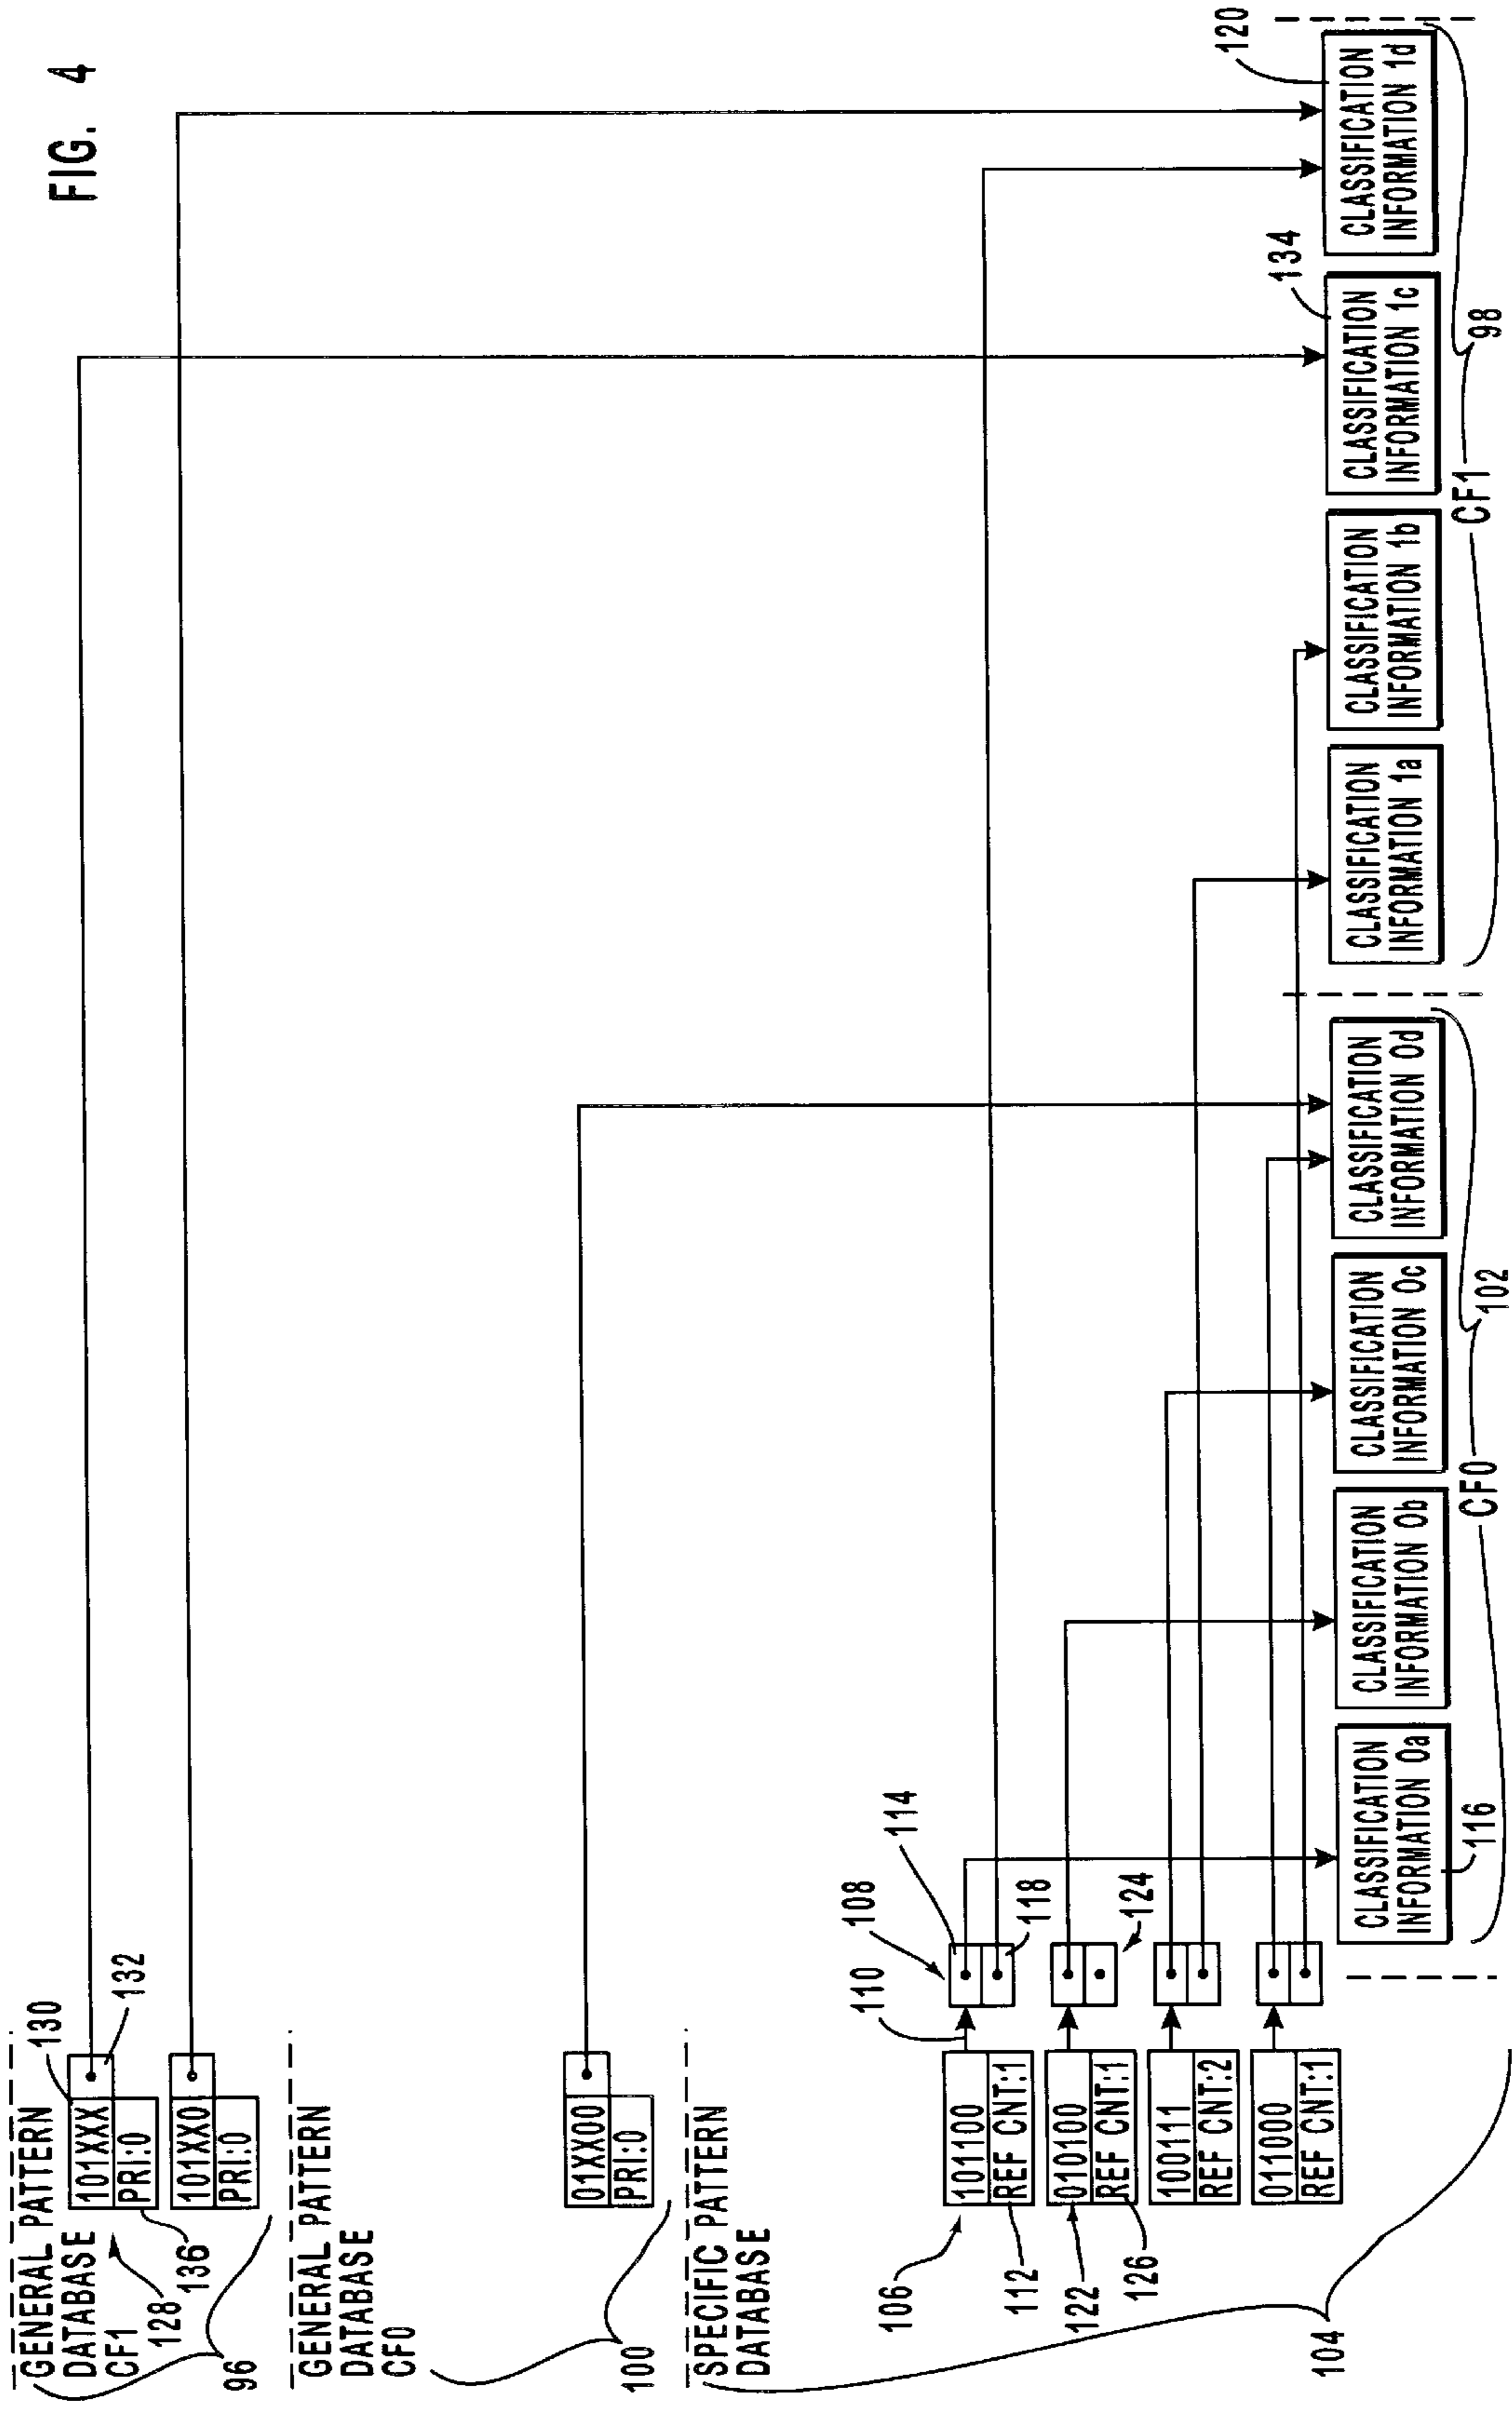 FIG. 4
GENERAL PATTERN
DATABASE
CF1
128
136
96
130
101XXX
PRI:0
132
101XX0
PRI:0
GENERAL PATTERN
DATABASE
CF0
100
01XX00
PRI:0
SPECIFIC PATTERN
DATABASE
104
106
112
122
126
101100
REF CNT:1
010100
REF CNT:1
100111
REF CNT:2
011000
REF CNT:1
110
108
114
118
124
CLASSIFICATION
INFORMATION 0a
116
CLASSIFICATION
INFORMATION 0b
CLASSIFICATION
INFORMATION 0c
CLASSIFICATION
INFORMATION 0d
CF0
102
CLASSIFICATION
INFORMATION 1a
CLASSIFICATION
INFORMATION 1b
CLASSIFICATION
INFORMATION 1c
134
CLASSIFICATION
INFORMATION 1d
120
CF1
98